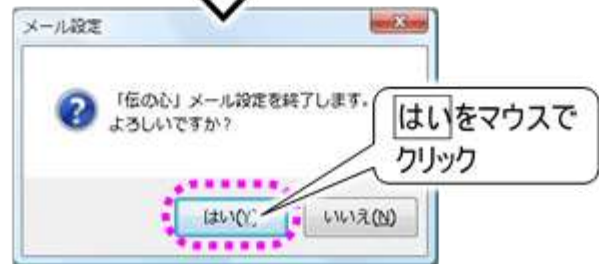 メール設定
「伝の心」メール設定を終了します。
よろしいですか?
はいをマウスで
クリック
はい(Y)
いいえ(N)